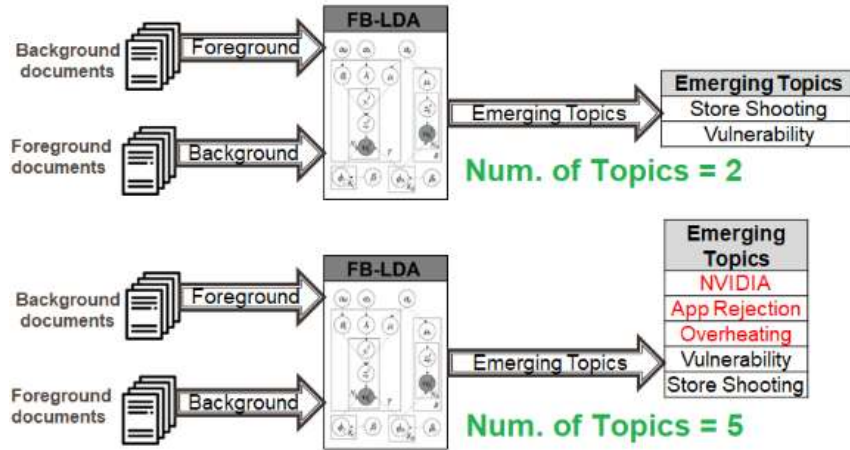 FB-LDA
Background
documents
Foreground
Emerging Topics
Emerging Topics
Store Shooting
Vulnerability
Foreground
documents
Background
Num. of Topics = 2
FB-LDA
Background
documents
Foreground
Emerging Topics
Emerging
Topics
NVIDIA
App Rejection
Overheating
Vulnerability
Store Shooting
Foreground
documents
Background
Num. of Topics = 5